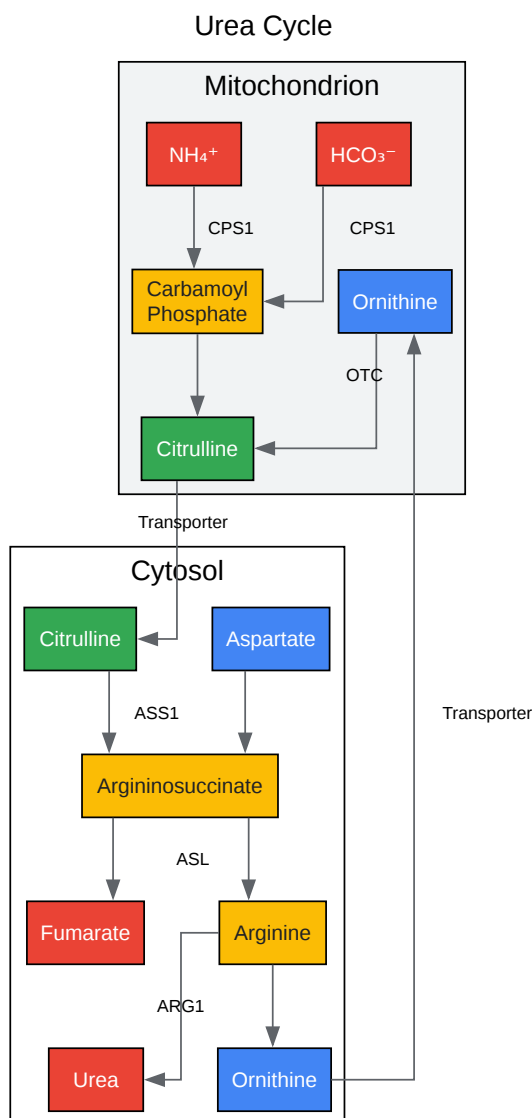 Urea Cycle
Mitochondrion
NH₄⁺
HCO₃⁻
CPS1
CPS1
Carbamoyl
Phosphate
Ornithine
OTC
Citrulline
Transporter
Cytosol
Citrulline
Aspartate
ASS1
Transporter
Argininosuccinate
ASL
Fumarate
Arginine
ARG1
Urea
Ornithine